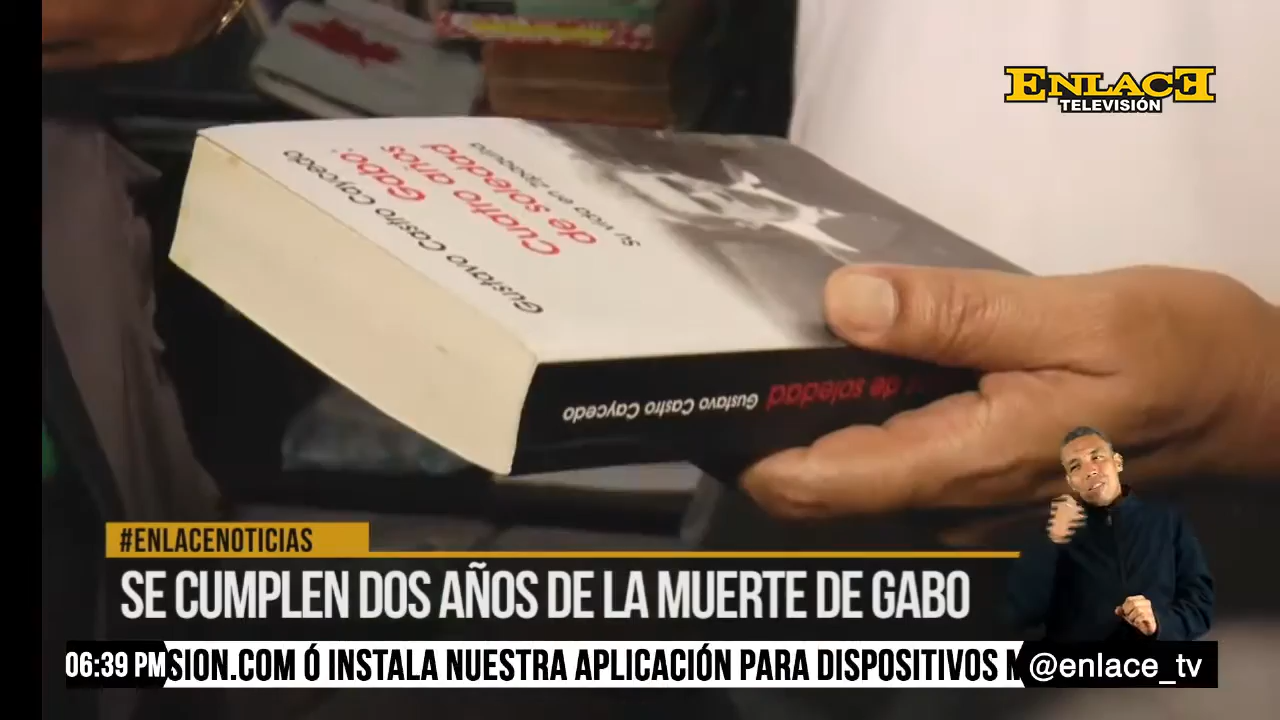 ENLACE
TELEVISIÓN
Gustavo Castro Caycedo
Gabo:
Cuatro años
de soledad
Su vida en Zipaquirá
de soledad
Gustavo Castro Caycedo
#ENLACENOTICIAS
SE CUMPLEN DOS AÑOS DE LA MUERTE DE GABO
06:39 PM
SION.COM Ó INSTALA NUESTRA APLICACIÓN PARA DISPOSITIVOS M
@enlace_tv